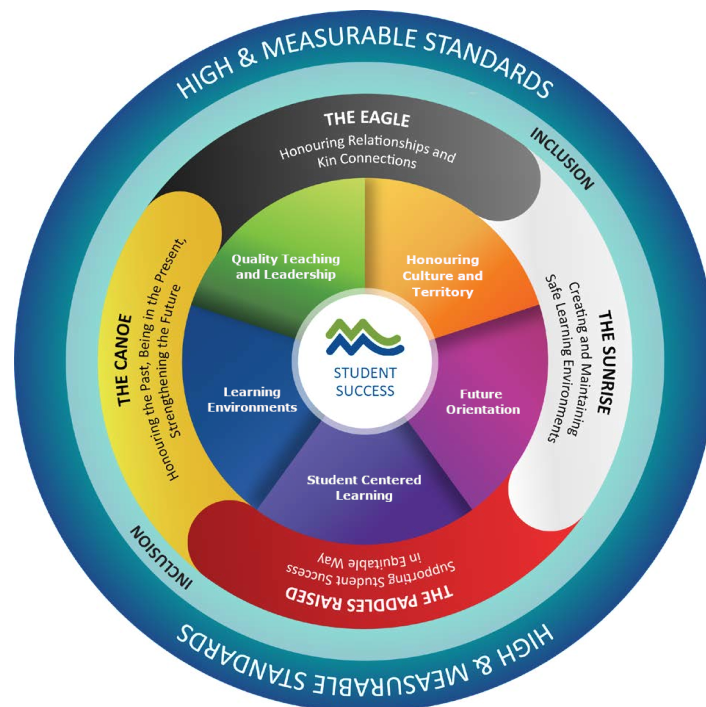 HIGH & MEASURABLE STANDARDS
INCLUSION
THE EAGLE
Honouring Relationships and
Kin Connections
THE SUNRISE
Creating and Maintaining
Safe Learning Environments
THE PADDLES RAISED
Supporting Student Success
in Equitable Way
THE CANOE
Honouring the Past, Being in the Present,
Strengthening the Future
Quality Teaching
and Leadership
Honouring
Culture and
Territory
Learning
Environments
Future
Orientation
Student Centered
Learning
STUDENT
SUCCESS
INCLUSION
HIGH & MEASURABLE STANDARDS